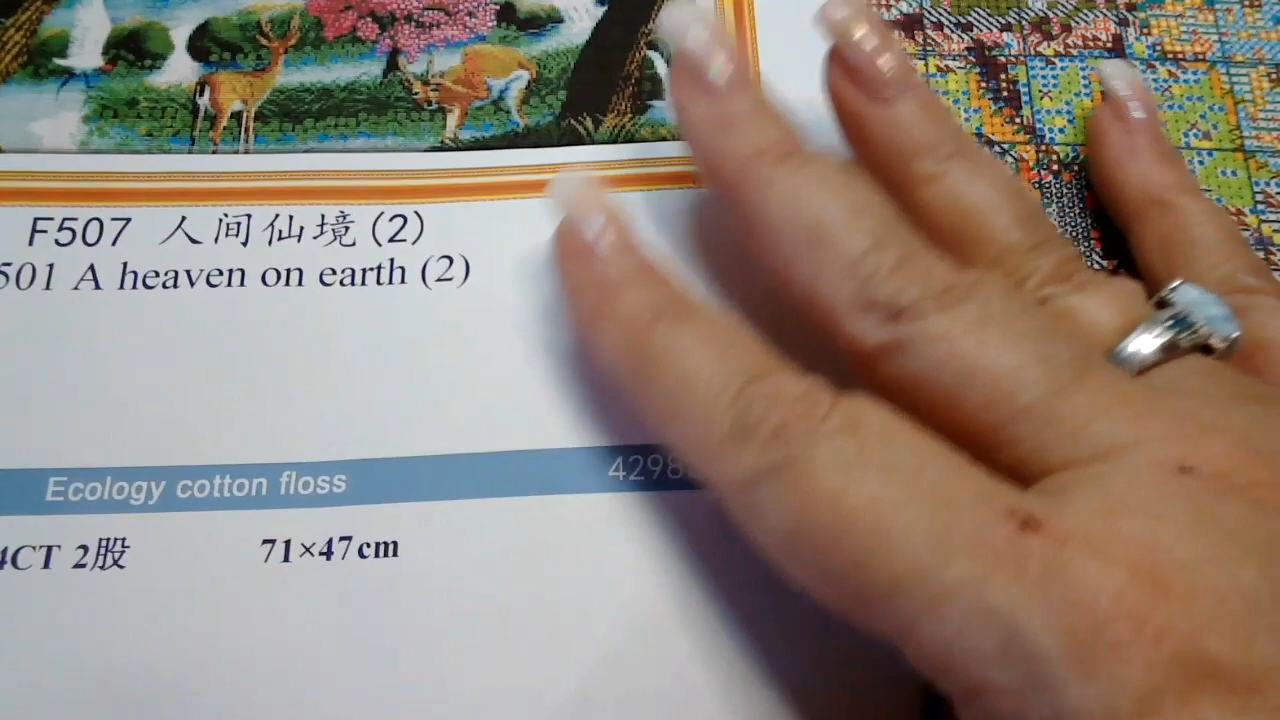 F507 人间仙境(2)
501 A heaven on earth (2)
Ecology cotton floss 4298
4CT 2股 71×47cm